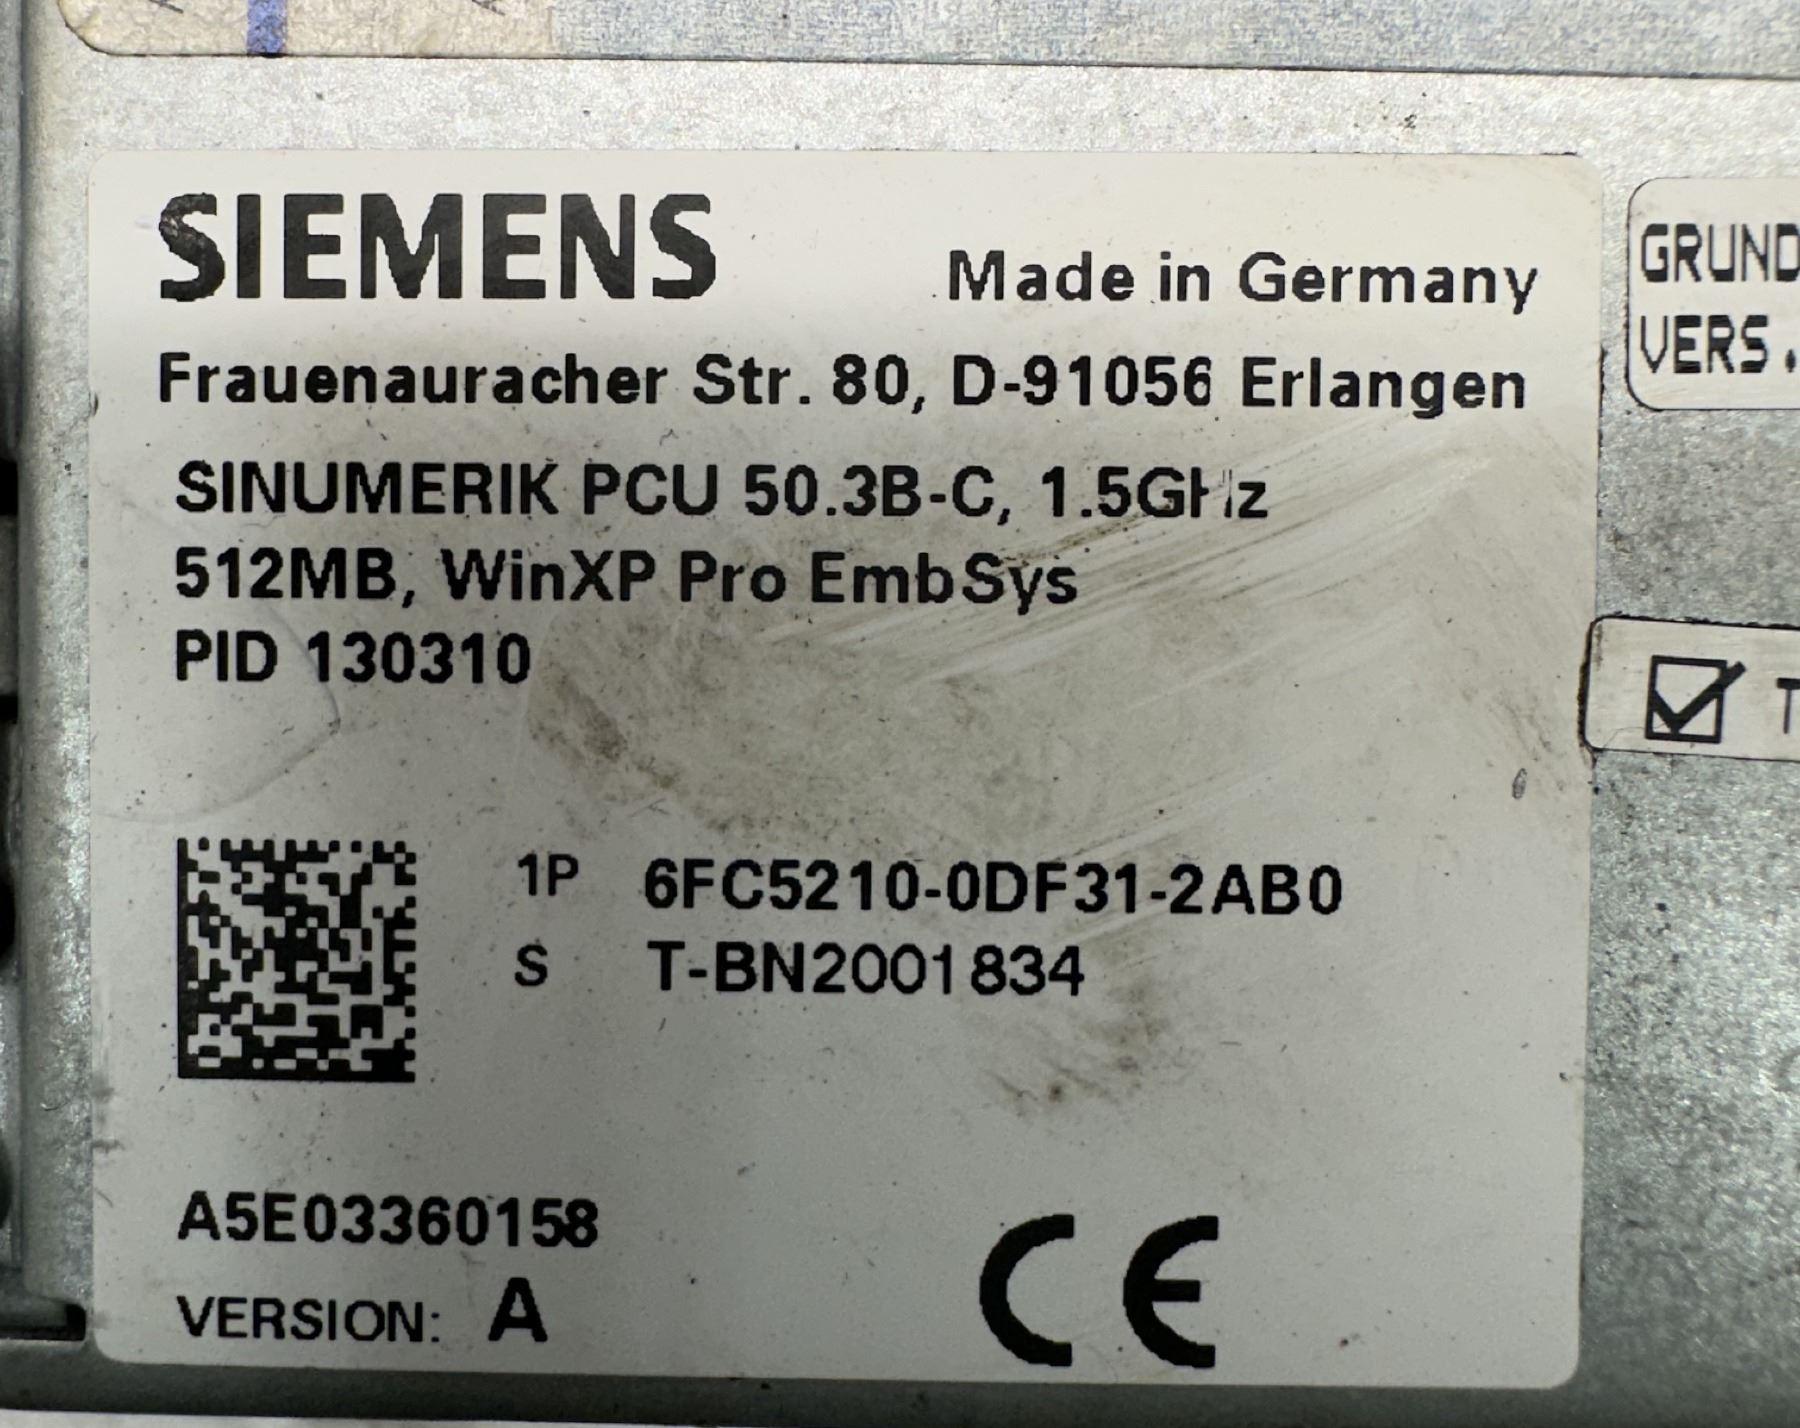 SIEMENS
Made in Germany
Frauenauracher Str. 80, D-91056 Erlangen
SINUMERIK PCU 50.3B-C, 1.5GHz
512MB, WinXP Pro EmbSys
PID 130310
1P 6FC5210-0DF31-2AB0
S T-BN2001834
A5E03360158
VERSION: A
CE
GRUND
VERS.
T